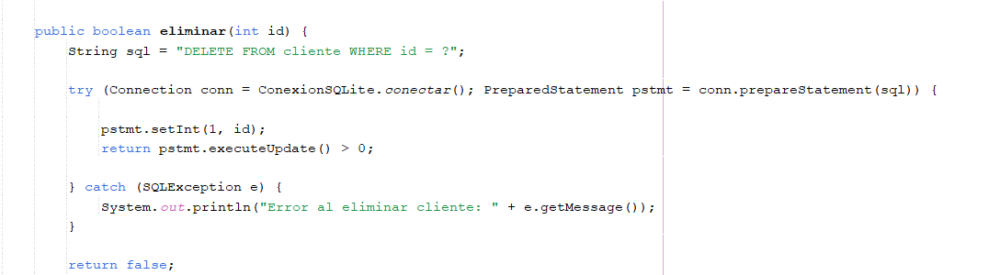 public boolean eliminar(int id) {
String sql = "DELETE FROM cliente WHERE id = ?";
try (Connection conn = ConexionSQLite.conectar(); PreparedStatement pstmt = conn.prepareStatement(sql)) {
pstmt.setInt(1, id);
return pstmt.executeUpdate() > 0;
} catch (SQLException e) {
System.out.println("Error al eliminar cliente: " + e.getMessage());
}
return false;